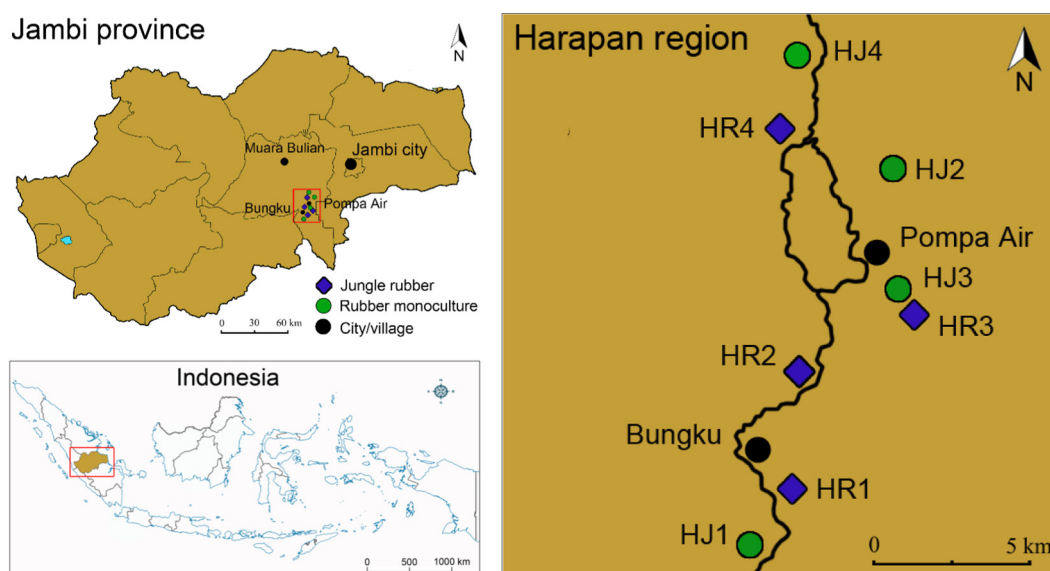 Jambi province
N
Muara Bulian
Jambi city
Bungku
Pompa Air
Jungle rubber
Rubber monoculture
City/village
0 30 60 km
Indonesia
0 500 1000 km
Harapan region
N
HJ4
HR4
HJ2
Pompa Air
HJ3
HR3
HR2
Bungku
HR1
HJ1
0 5 km